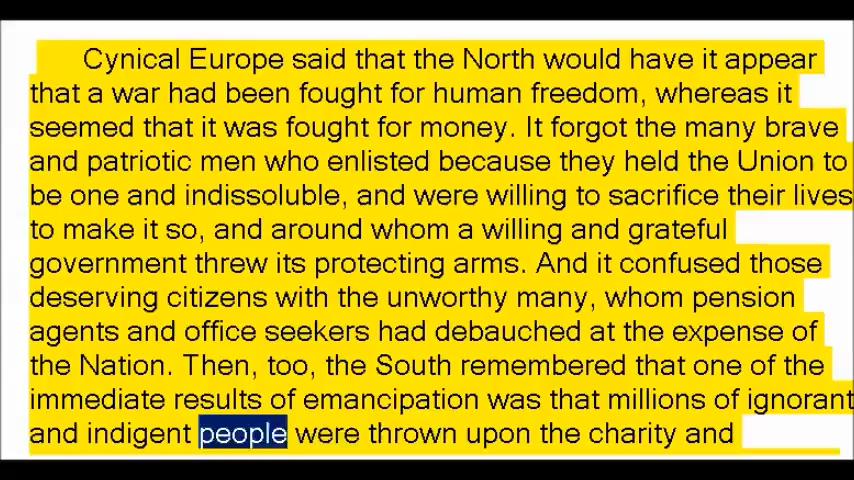 Cynical Europe said that the North would have it appear
that a war had been fought for human freedom, whereas it
seemed that it was fought for money. It forgot the many brave
and patriotic men who enlisted because they held the Union to
be one and indissoluble, and were willing to sacrifice their lives
to make it so, and around whom a willing and grateful
government threw its protecting arms. And it confused those
deserving citizens with the unworthy many, whom pension
agents and office seekers had debauched at the expense of
the Nation. Then, too, the South remembered that one of the
immediate results of emancipation was that millions of ignorant
and indigent people were thrown upon the charity and